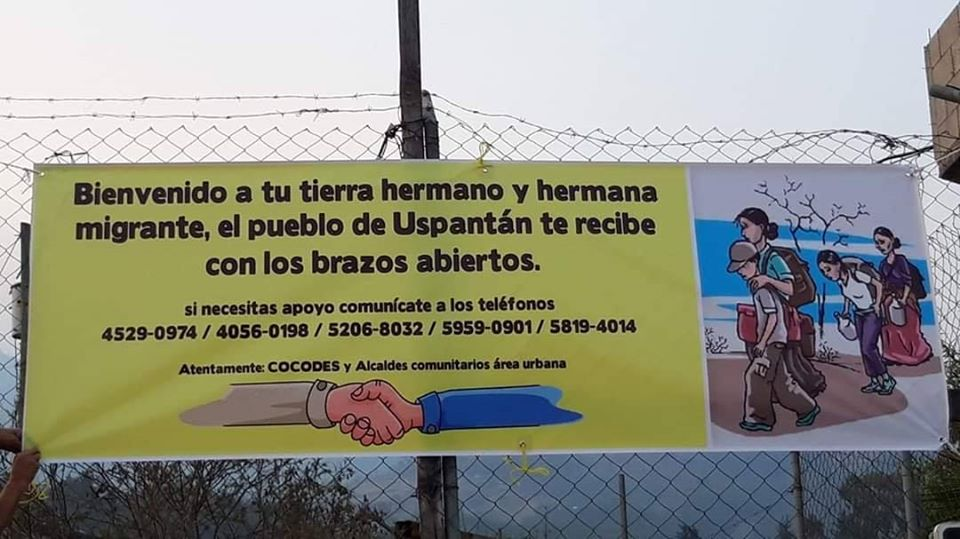 Bienvenido a tu tierra hermano y hermana
migrante, el pueblo de Uspantán te recibe
con los brazos abiertos.
si necesitas apoyo comunícate a los teléfonos
4529-0974 / 4056-0198 / 5206-8032 / 5959-0901 / 5819-4014
Atentamente: COCODES y Alcaldes comunitarios área urbana